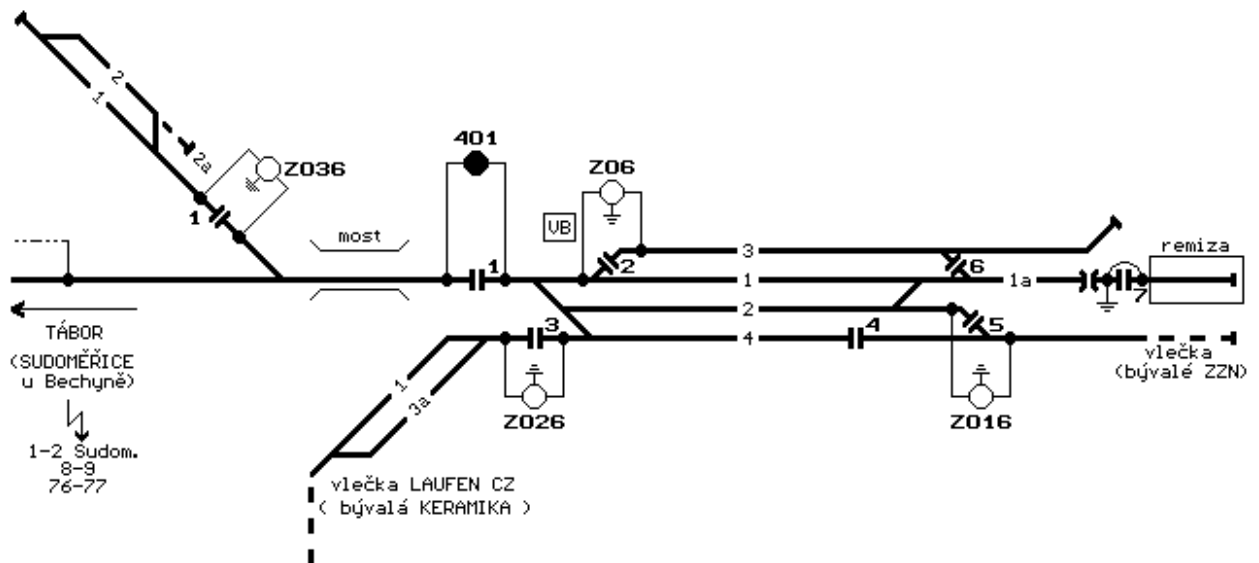 2
1
2a
Z036
1
401
Z06
VB
most
1
2
3
6
remiza
1
1a
7
2
TÁBOR
(SUDOMĚŘICE
u Bechyně)
3
4
4
5
vlečka
(bývalé ZZN)
1
3a
Z026
Z016
1-2 Sudom.
8-9
76-77
vlečka LAUFEN CZ
( bývalá KERAMIKA )